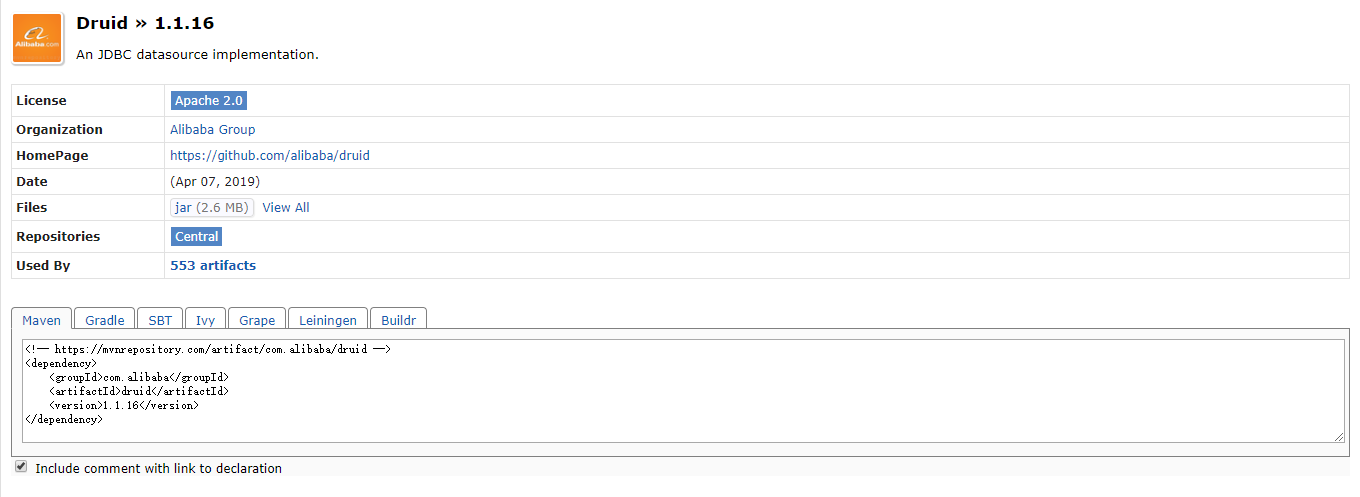 Alibaba.com
Druid » 1.1.16
An JDBC datasource implementation.
License Apache 2.0
Organization Alibaba Group
HomePage https://github.com/alibaba/druid
Date (Apr 07, 2019)
Files jar (2.6 MB) View All
Repositories Central
Used By 553 artifacts
Maven Gradle SBT Ivy Grape Leiningen Buildr
<!-- https://mvnrepository.com/artifact/com.alibaba/druid -->
<dependency>
    <groupId>com.alibaba</groupId>
    <artifactId>druid</artifactId>
    <version>1.1.16</version>
</dependency>
Include comment with link to declaration